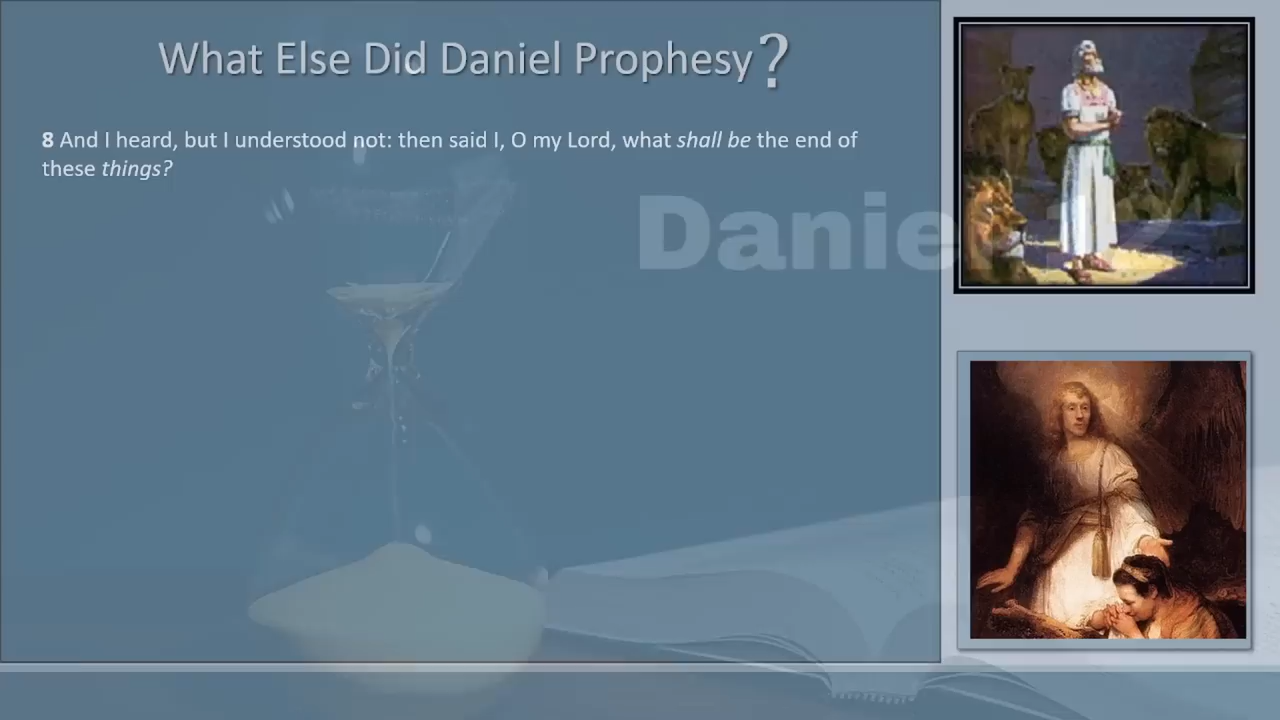 What Else Did Daniel Prophesy?
8 And I heard, but I understood not: then said I, O my Lord, what shall be the end of
these things?
Daniel